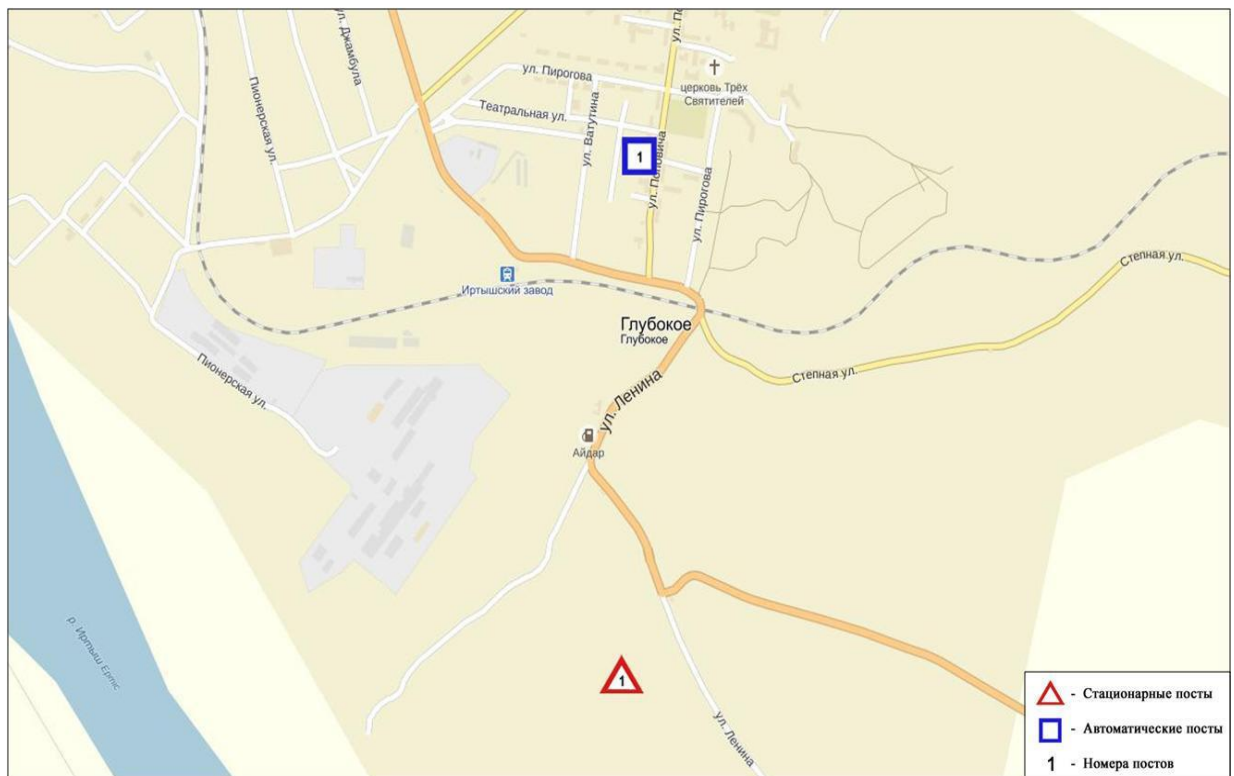 ул. Джамбула
ул. По
ул. Пирогова
церковь Трёх
Святителей
Пионерская ул.
Театральная ул.
ул. Ватутина
1
ул. Поповича
ул. Пирогова
Степная ул.
Иртышский завод
Глубокое
Глубокое
Пионерская ул.
Степная ул.
ул. Ленина
Айдар
р. Иртыш Ертіс
1
ул. Ленина
- Стационарные посты
- Автоматические посты
1 - Номера постов